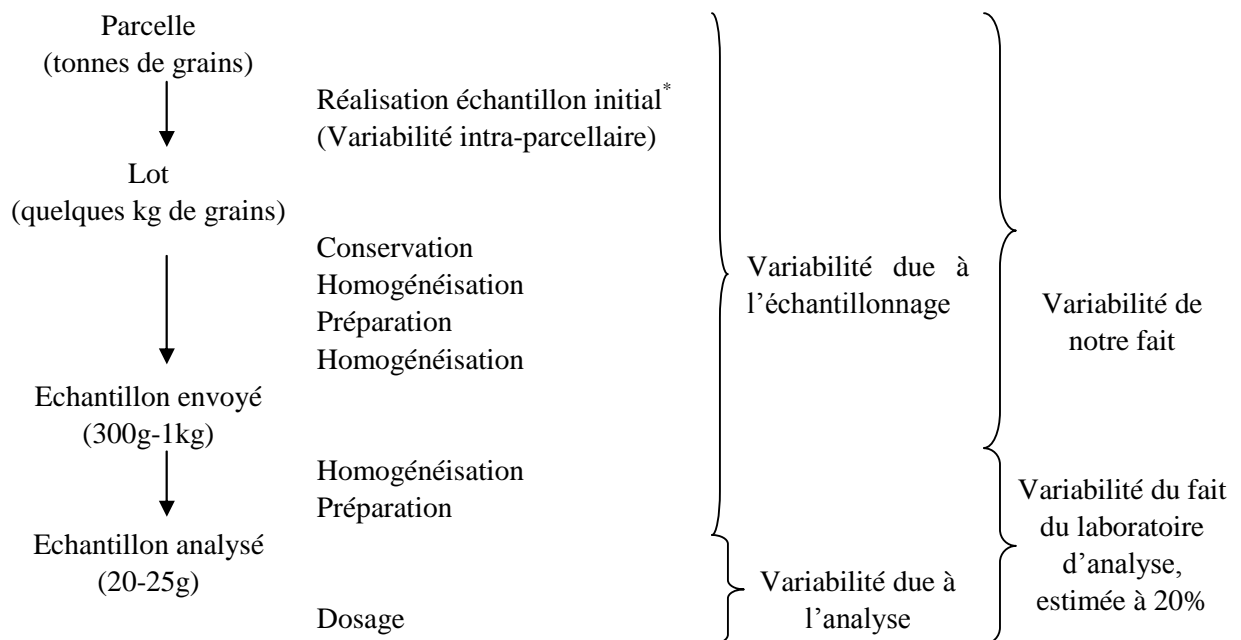 Parcelle
(tonnes de grains)
Réalisation échantillon initial*
(Variabilité intra-parcellaire)
Lot
(quelques kg de grains)
Conservation
Homogénéisation
Préparation
Homogénéisation
Variabilité due à
l’échantillonnage
Variabilité de
notre fait
Echantillon envoyé
(300g-1kg)
Homogénéisation
Préparation
Echantillon analysé
(20-25g)
Dosage
Variabilité due à
l’analyse
Variabilité du fait
du laboratoire
d’analyse,
estimée à 20%